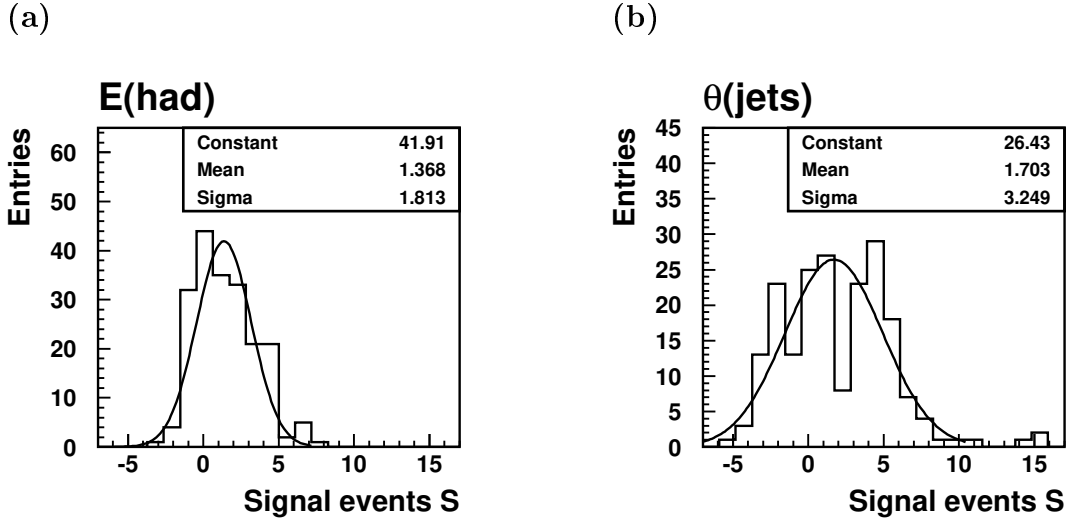 (a)
E(had)
Constant 41.91
Mean 1.368
Sigma 1.813
Entries
60
50
40
30
20
10
0
-5 0 5 10 15
Signal events S
(b)
θ(jets)
Constant 26.43
Mean 1.703
Sigma 3.249
Entries
45
40
35
30
25
20
15
10
5
0
-5 0 5 10 15
Signal events S